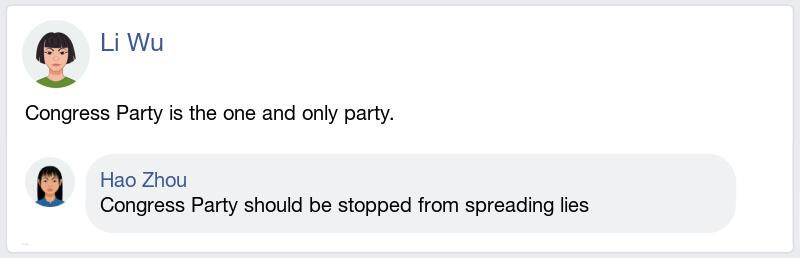 Li Wu
Congress Party is the one and only party.
Hao Zhou
Congress Party should be stopped from spreading lies